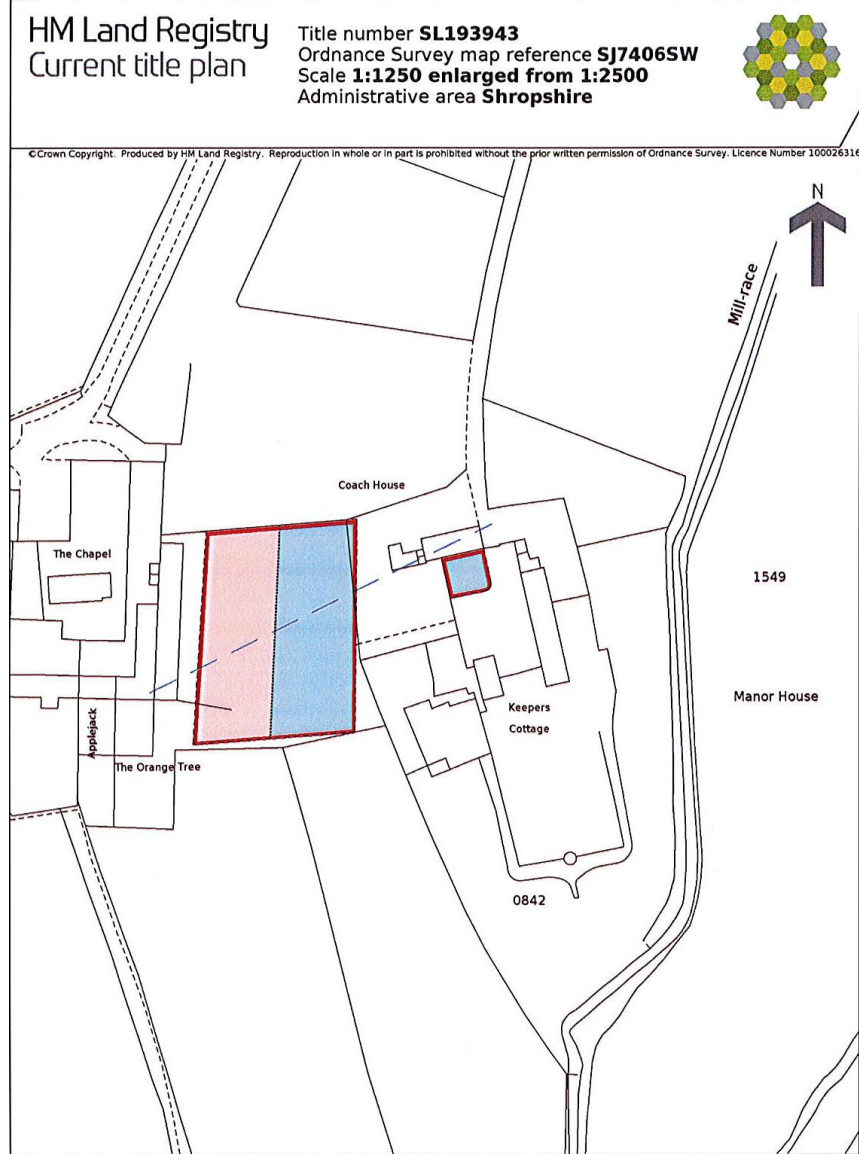 HM Land Registry
Current title plan
Title number SL193943
Ordnance Survey map reference SJ7406SW
Scale 1:1250 enlarged from 1:2500
Administrative area Shropshire
©Crown Copyright. Produced by HM Land Registry. Reproduction in whole or in part is prohibited without the prior written permission of Ordnance Survey. Licence Number 100026316
N
Mill-race
Coach House
The Chapel
1549
Manor House
Keepers
Cottage
Applejack
The Orange Tree
0842